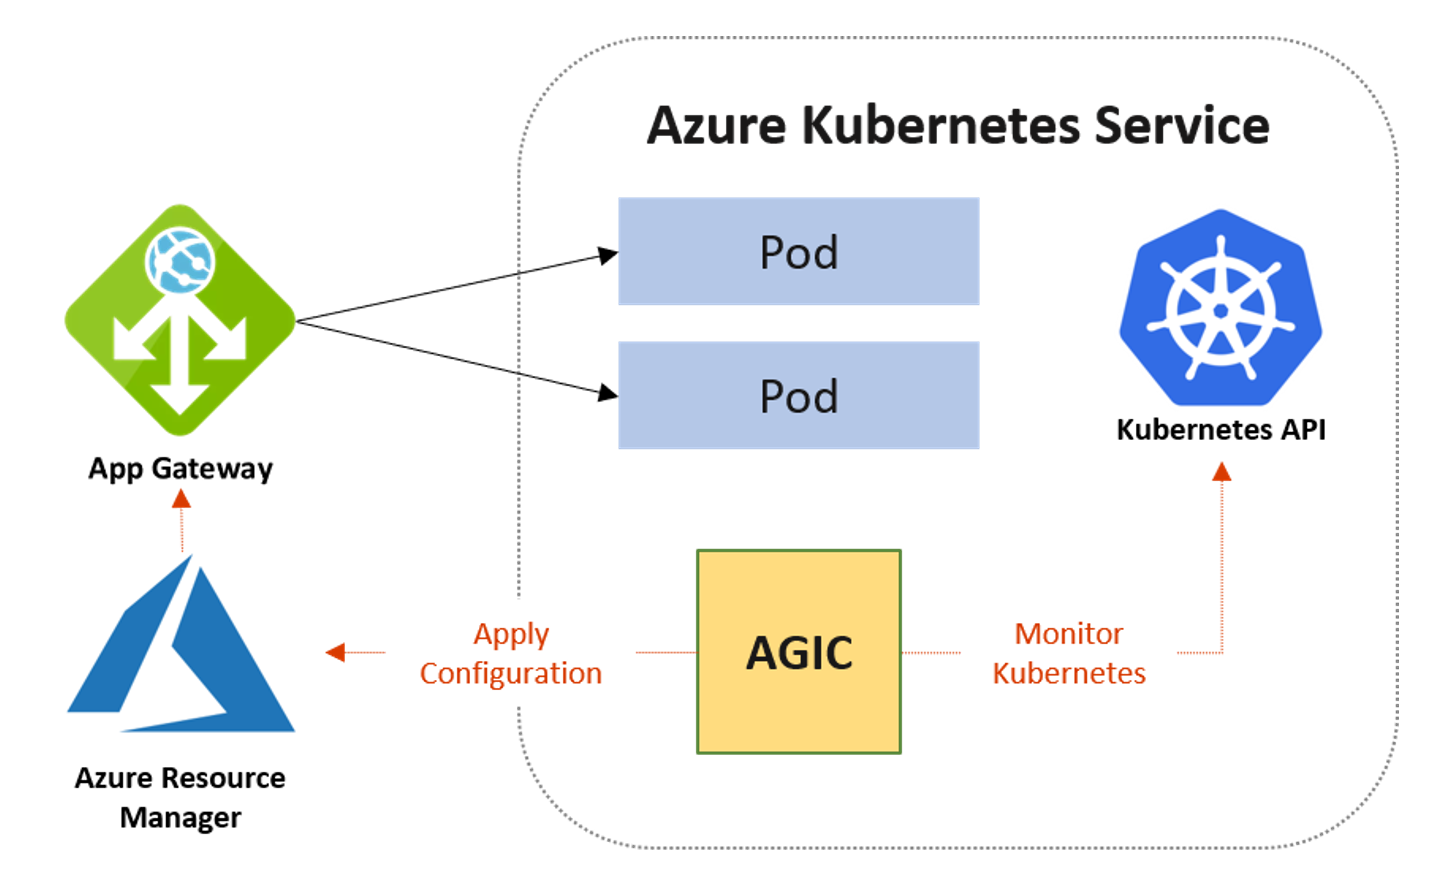 Azure Kubernetes Service
Pod
Pod
Kubernetes API
App Gateway
Apply
Configuration
AGIC
Monitor
Kubernetes
Azure Resource
Manager